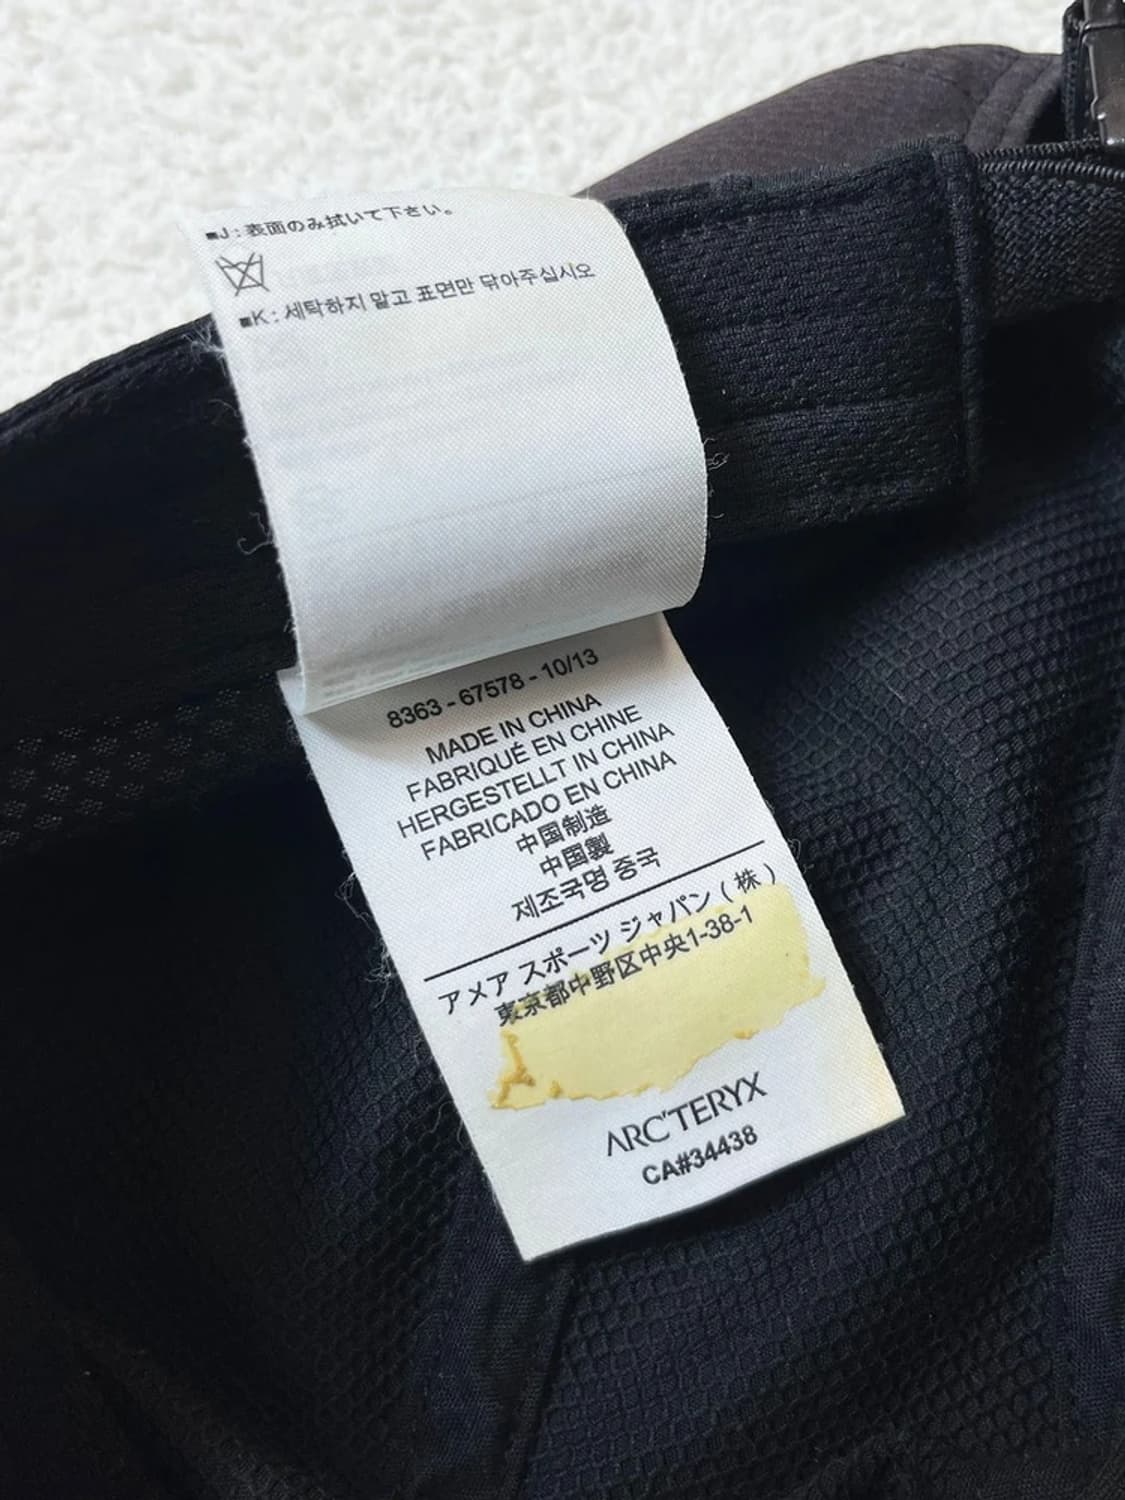 ■J : 表面のみ拭いて下さい。
■K : 세탁하지 말고 표면만 닦아주십시오
8363 - 67578 - 10/13
MADE IN CHINA
FABRIQUÉ EN CHINE
HERGESTELLT IN CHINA
FABRICADO EN CHINA
中国制造
中国製
제조국명 중국
アメア スポーツ ジャパン ( 株 )
東京都中野区中央1-38-1
ARC'TERYX
CA#34438